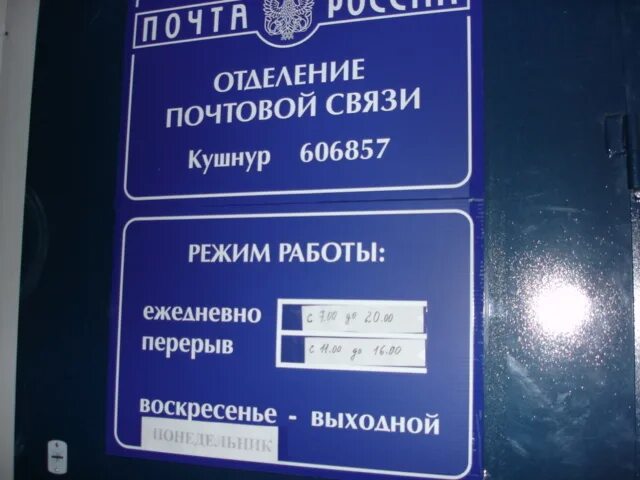 ПОЧТА РОССИИ
ОТДЕЛЕНИЕ
ПОЧТОВОЙ СВЯЗИ
Кушнур 606857
РЕЖИМ РАБОТЫ:
ежедневно с 7.00 до 20.00
перерыв с 11.00 до 16.00
воскресенье - выходной
ПОНЕДЕЛЬНИК